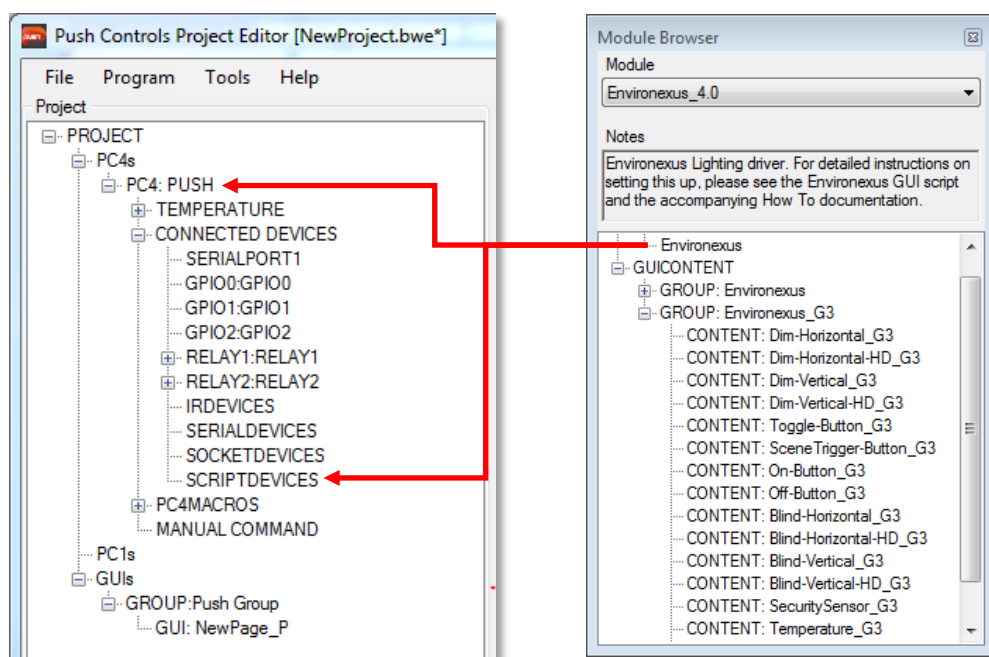 Push Controls Project Editor [NewProject.bwe*]
File Program Tools Help
Project
PROJECT
PC4s
PC4: PUSH
TEMPERATURE
CONNECTED DEVICES
SERIALPORT1
GPIO0:GPIO0
GPIO1:GPIO1
GPIO2:GPIO2
RELAY1:RELAY1
RELAY2:RELAY2
IRDEVICES
SERIALDEVICES
SOCKETDEVICES
SCRIPTDEVICES
PC4MACROS
MANUAL COMMAND
PC1s
GUIs
GROUP:Push Group
GUI: NewPage_P
Module Browser
Module
Environexus_4.0
Notes
Environexus Lighting driver. For detailed instructions on
setting this up, please see the Environexus GUI script
and the accompanying How To documentation.
Environexus
GUICONTENT
GROUP: Environexus
GROUP: Environexus_G3
CONTENT: Dim-Horizontal_G3
CONTENT: Dim-Horizontal-HD_G3
CONTENT: Dim-Vertical_G3
CONTENT: Dim-Vertical-HD_G3
CONTENT: Toggle-Button_G3
CONTENT: SceneTrigger-Button_G3
CONTENT: On-Button_G3
CONTENT: Off-Button_G3
CONTENT: Blind-Horizontal_G3
CONTENT: Blind-Horizontal-HD_G3
CONTENT: Blind-Vertical_G3
CONTENT: Blind-Vertical-HD_G3
CONTENT: SecuritySensor_G3
CONTENT: Temperature_G3